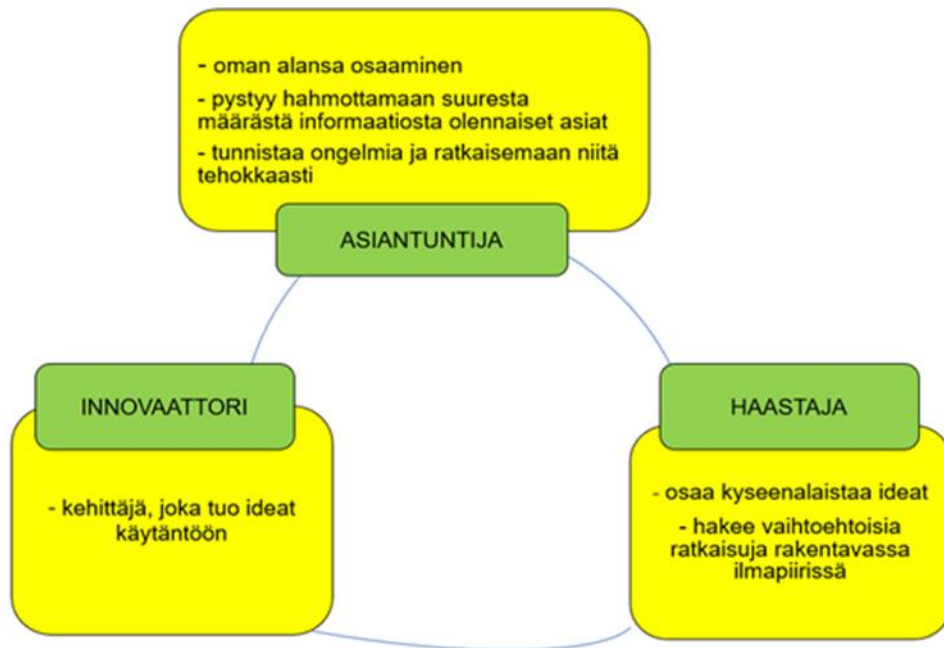 - oman alansa osaaminen
- pystyy hahmottamaan suuresta
määrästä informaatiosta olennaiset asiat
- tunnistaa ongelmia ja ratkaisemaan niitä
tehokkaasti
ASIANTUNTIJA
INNOVAATTORI
- kehittäjä, joka tuo ideat
käytäntöön
HAASTAJA
- osaa kyseenalaistaa ideat
- hakee vaihtoehtoisia
ratkaisuja rakentavassa
ilmapiirissä